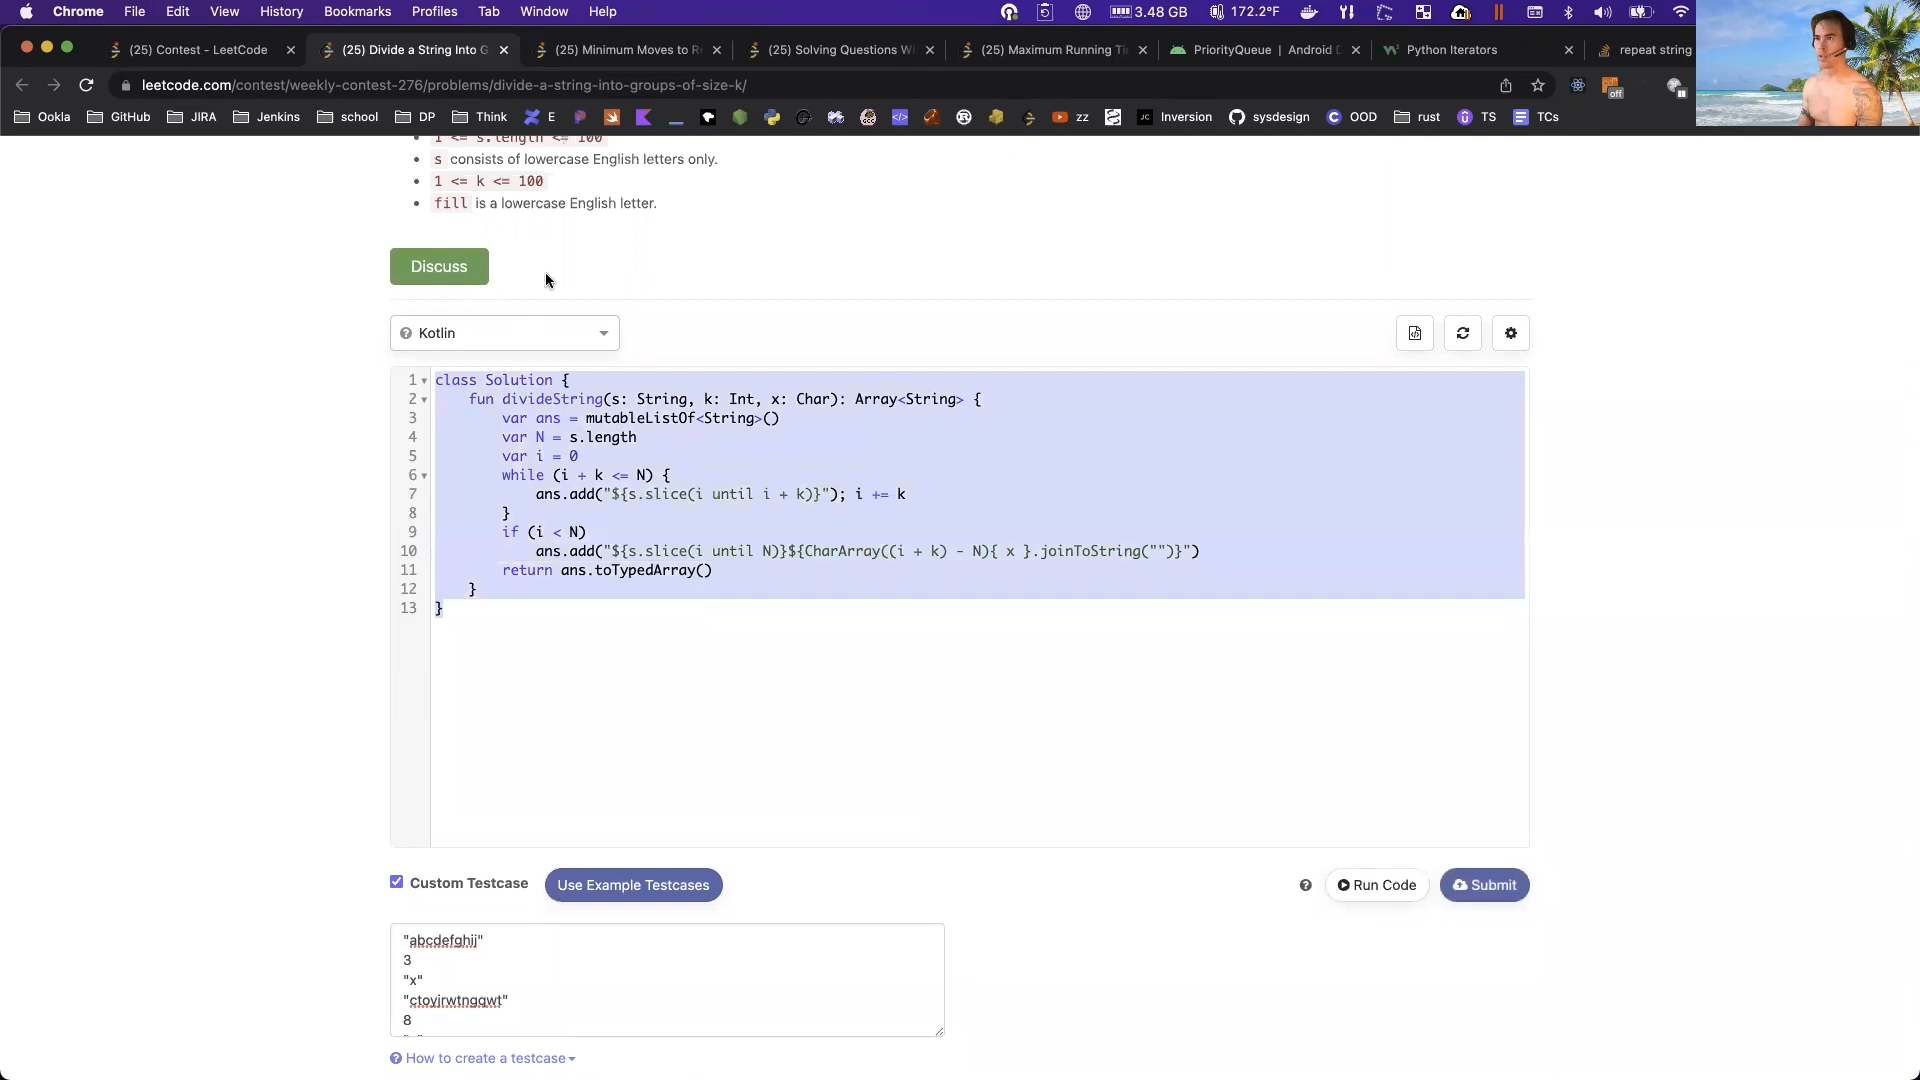 Chrome File Edit View History Bookmarks Profiles Tab Window Help 3.48 GB 172.2°F
(25) Contest - LeetCode (25) Divide a String Into G (25) Minimum Moves to Re (25) Solving Questions Wi (25) Maximum Running Tim PriorityQueue | Android D Python Iterators repeat string
leetcode.com/contest/weekly-contest-276/problems/divide-a-string-into-groups-of-size-k/ off
Ookla GitHub JIRA Jenkins school DP Think E zz Inversion sysdesign OOD rust TS TCs
1 <= s.length <= 100
s consists of lowercase English letters only.
1 <= k <= 100
fill is a lowercase English letter.
Discuss
Kotlin
1 class Solution {
2 fun divideString(s: String, k: Int, x: Char): Array<String> {
3 var ans = mutableListOf<String>()
4 var N = s.length
5 var i = 0
6 while (i + k <= N) {
7 ans.add("${s.slice(i until i + k)}"); i += k
8 }
9 if (i < N)
10 ans.add("${s.slice(i until N)}${CharArray((i + k) - N){ x }.joinToString("")}")
11 return ans.toTypedArray()
12 }
13 }
Custom Testcase Use Example Testcases Run Code Submit
"abcdefghij"
3
"x"
"ctoyjrwtngqwt"
8
How to create a testcase